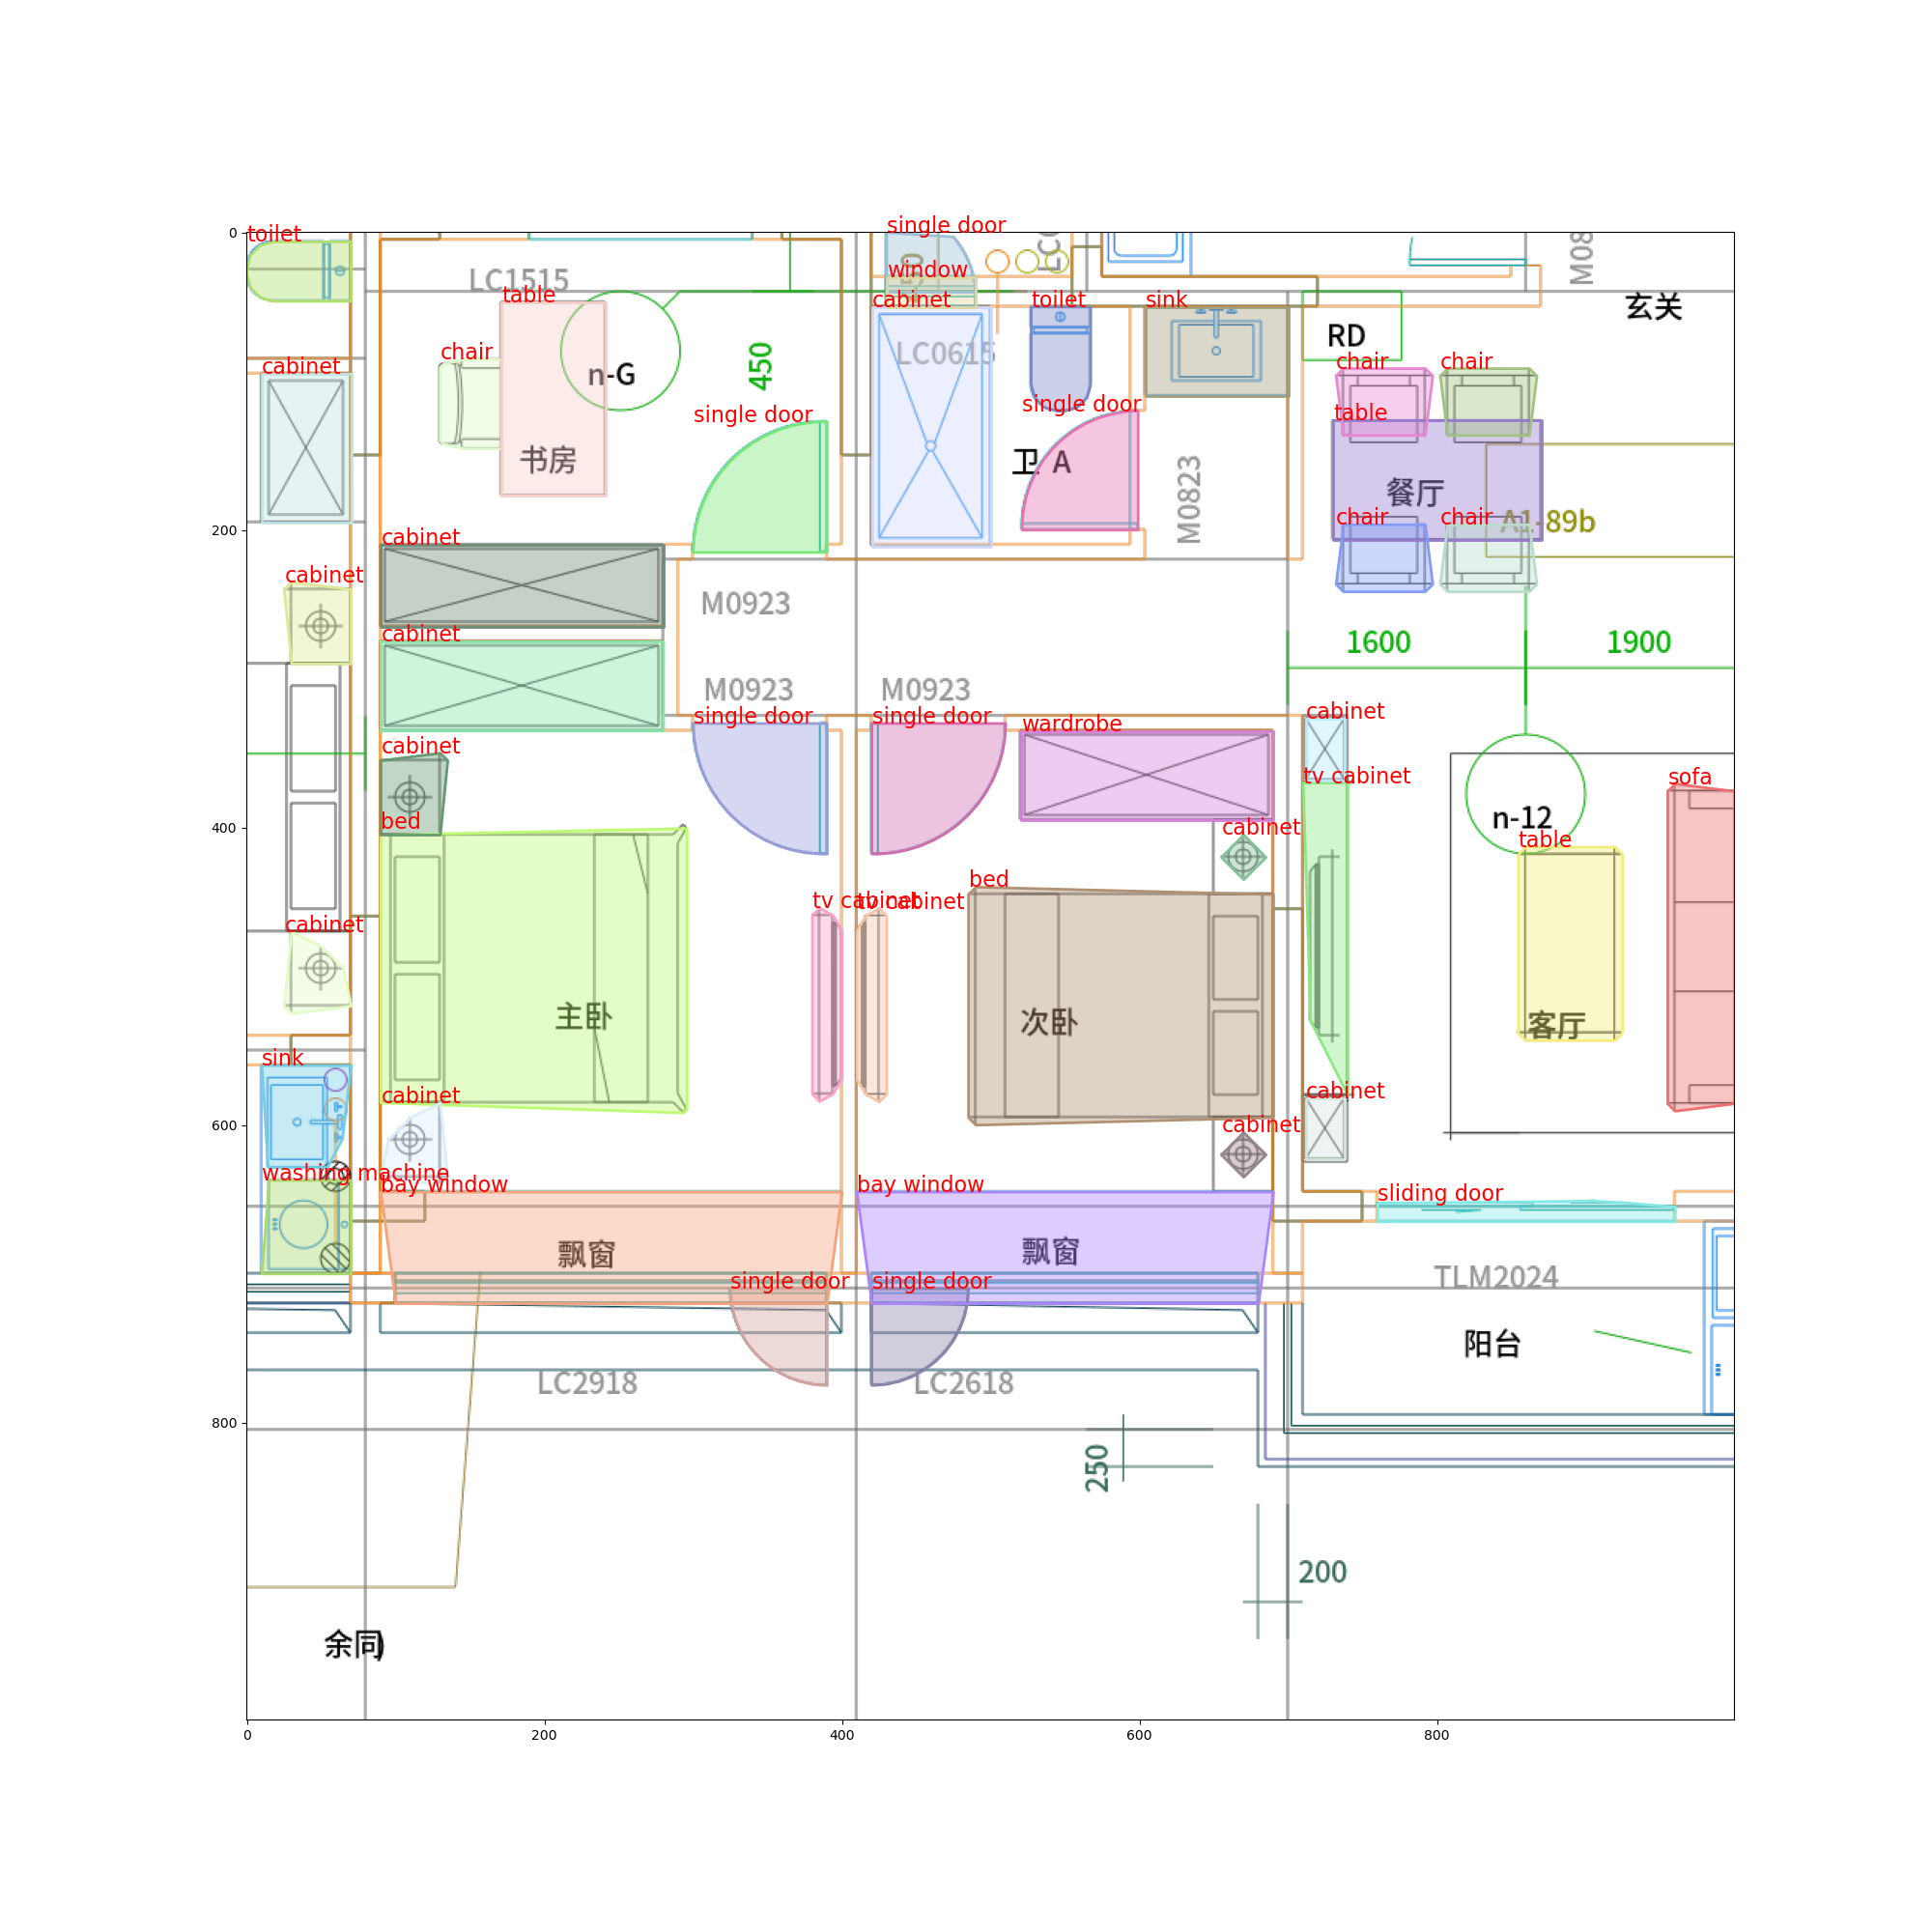 single door
0
toilet
LC
M08
window
LC1515
table
50
cabinet
toilet
sink
玄关
RD
n-G
450
chair
LC0615
cabinet
chair
chair
single door
single door
table
书房
卫 A
M0823
餐厅
200
cabinet
chair
chair
A1-89b
cabinet
M0923
cabinet
1600
1900
M0923
M0923
single door
single door
wardrobe
cabinet
cabinet
tv cabinet
sofa
400
bed
cabinet
n-12
table
bed
tv cabinet
tv cabinet
cabinet
主卧
次卧
客厅
sink
cabinet
cabinet
600
cabinet
washing machine
bay window
bay window
sliding door
飘窗
飘窗
single door
single door
TLM2024
阳台
LC2918
LC2618
800
250
200
余同)
0
200
400
600
800